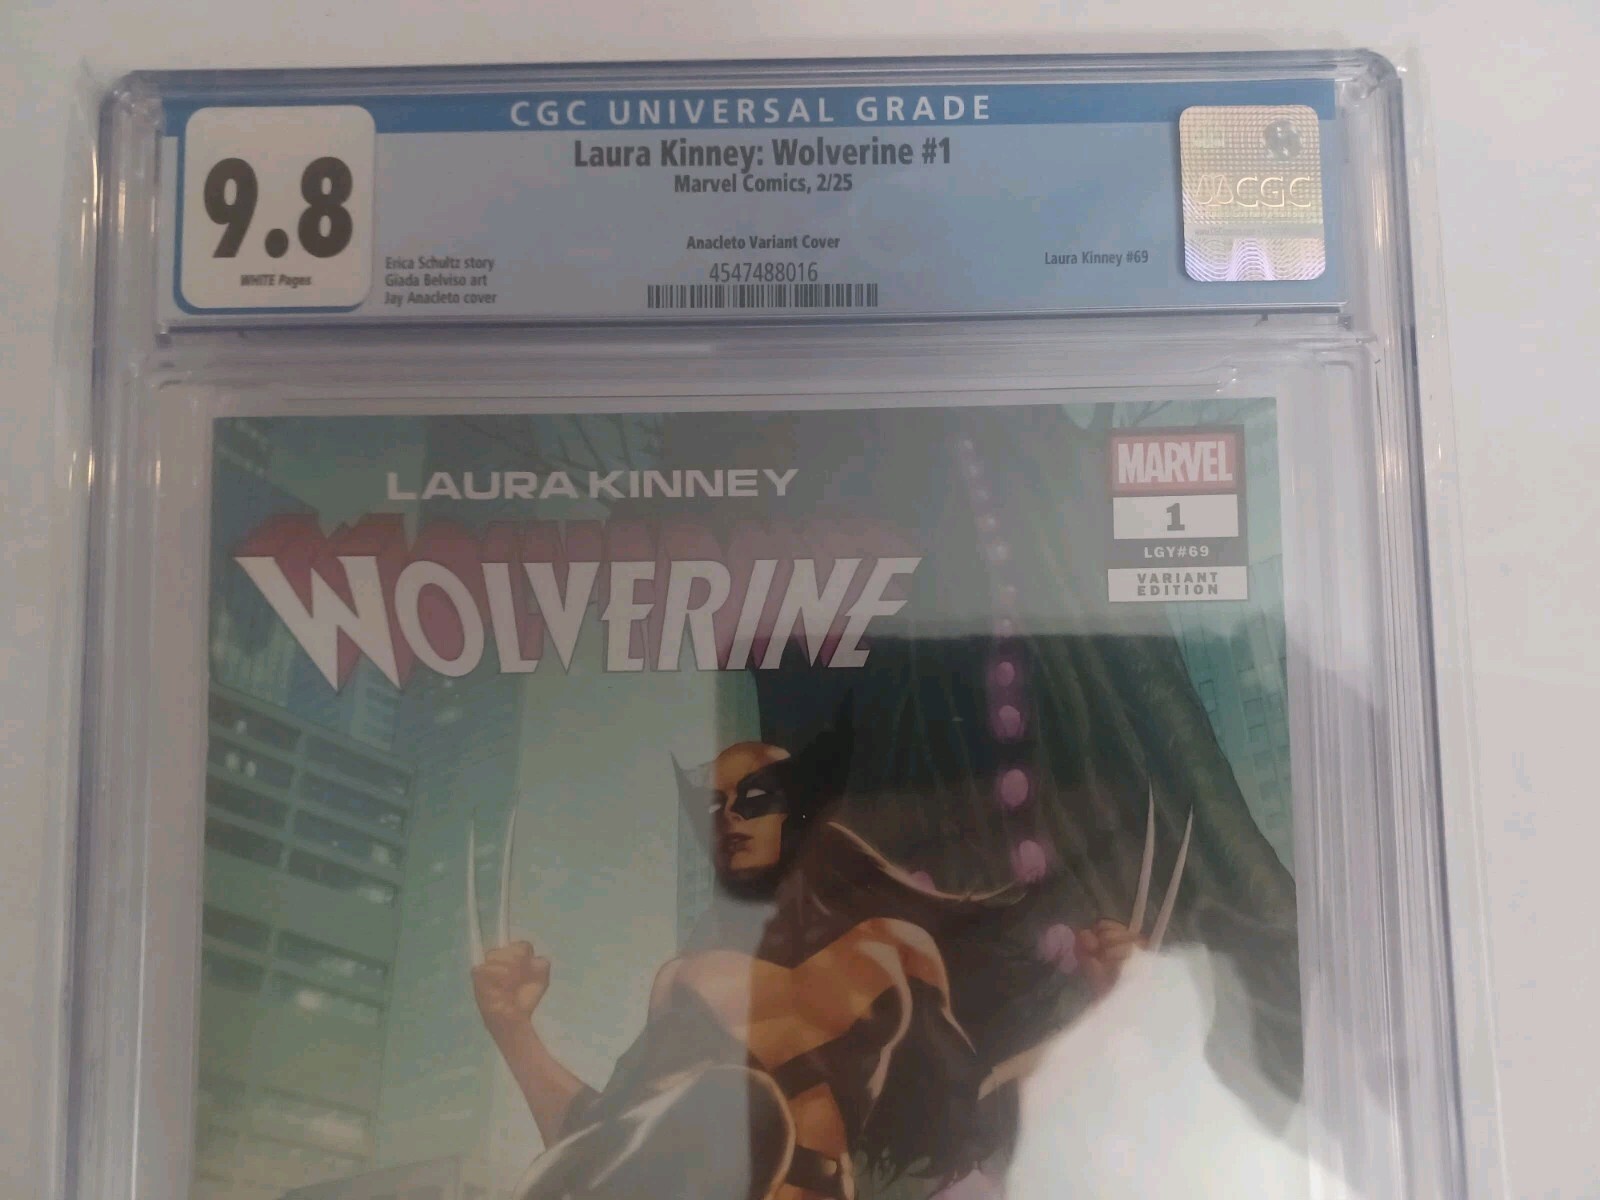 CGC UNIVERSAL GRADE
9.8
WHITE Pages
Laura Kinney: Wolverine #1
Marvel Comics, 2/25
Anacleto Variant Cover
4547488016
Erica Schultz story
Giada Belviso art
Jay Anacleto cover
Laura Kinney #69
CGC
LAURA KINNEY
WOLVERINE
MARVEL
1
LGY#69
VARIANT
EDITION